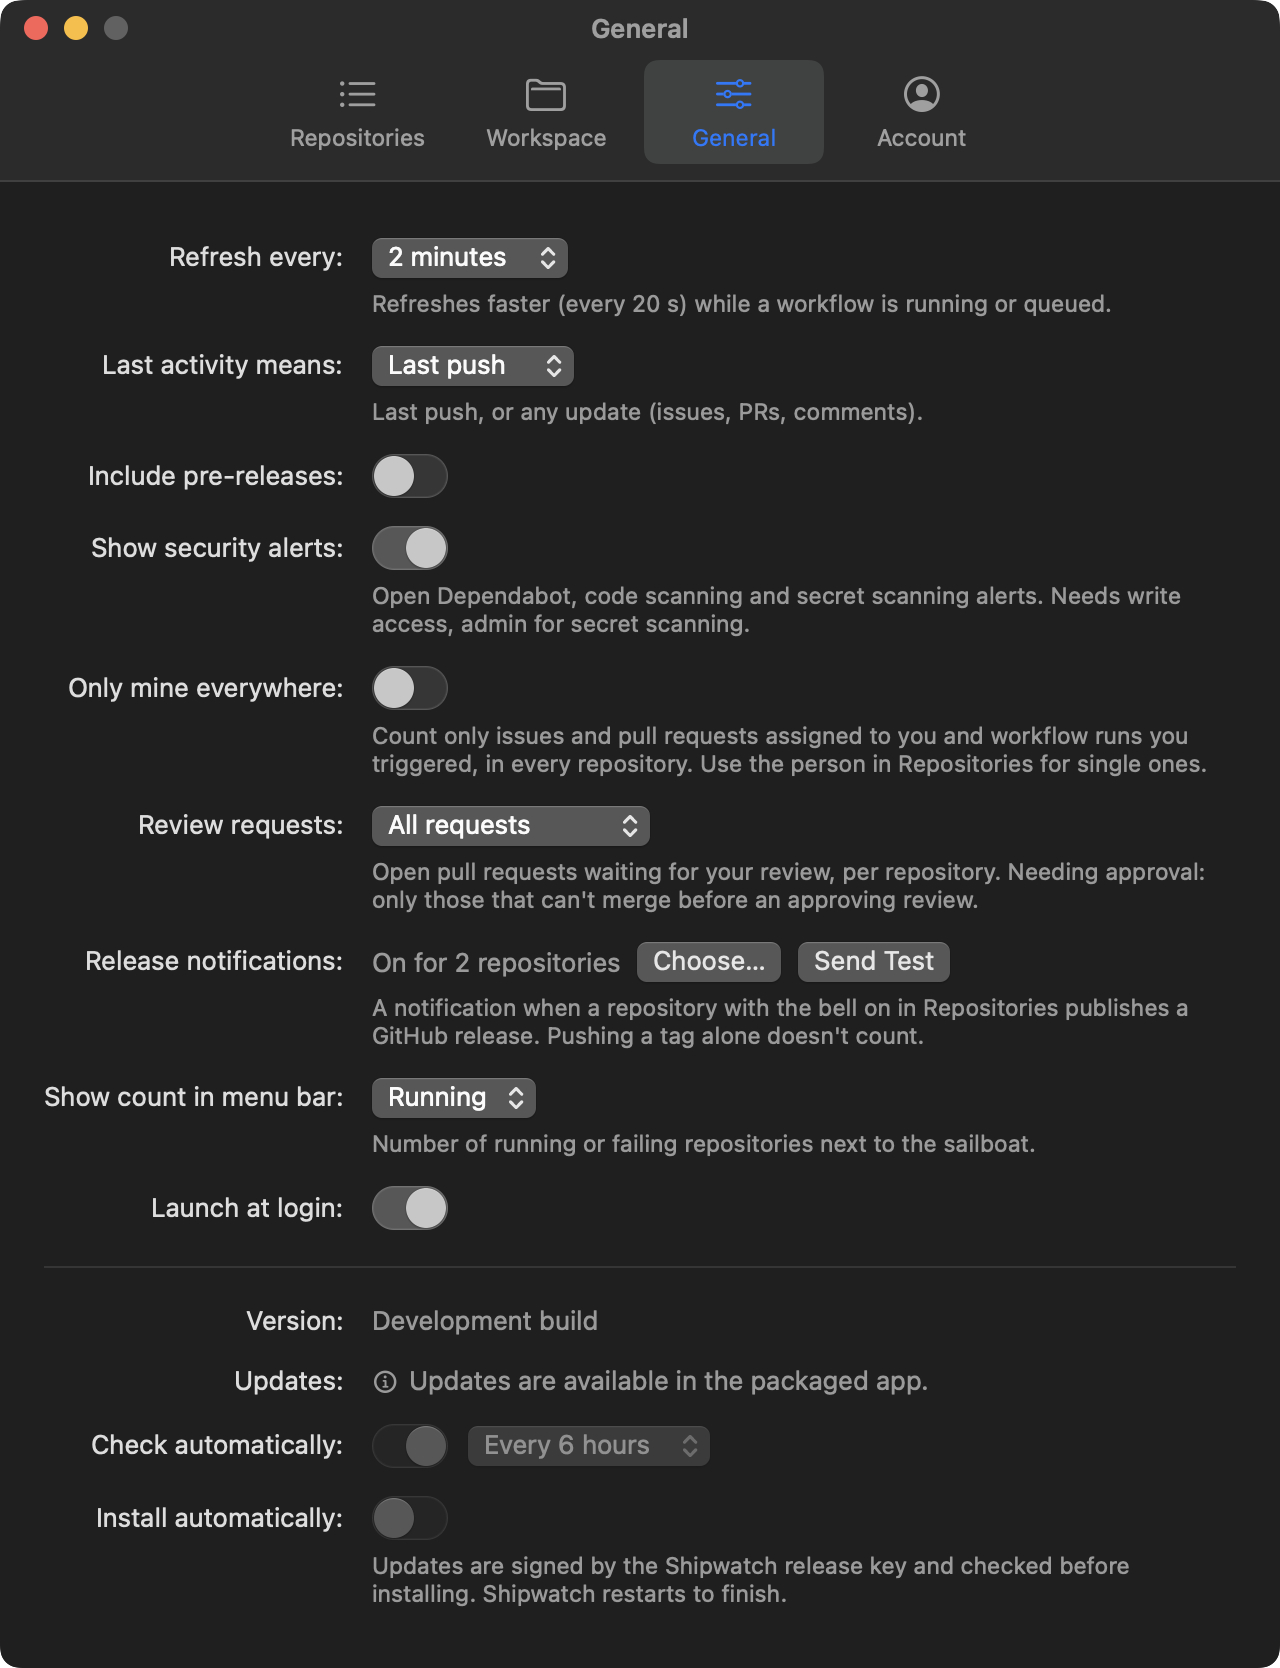 General
Repositories
Workspace
General
Account
Refresh every: 2 minutes
Refreshes faster (every 20 s) while a workflow is running or queued.
Last activity means: Last push
Last push, or any update (issues, PRs, comments).
Include pre-releases:
Show security alerts:
Open Dependabot, code scanning and secret scanning alerts. Needs write
access, admin for secret scanning.
Only mine everywhere:
Count only issues and pull requests assigned to you and workflow runs you
triggered, in every repository. Use the person in Repositories for single ones.
Review requests: All requests
Open pull requests waiting for your review, per repository. Needing approval:
only those that can't merge before an approving review.
Release notifications: On for 2 repositories Choose... Send Test
A notification when a repository with the bell on in Repositories publishes a
GitHub release. Pushing a tag alone doesn't count.
Show count in menu bar: Running
Number of running or failing repositories next to the sailboat.
Launch at login:
Version: Development build
Updates: Updates are available in the packaged app.
Check automatically: Every 6 hours
Install automatically:
Updates are signed by the Shipwatch release key and checked before
installing. Shipwatch restarts to finish.